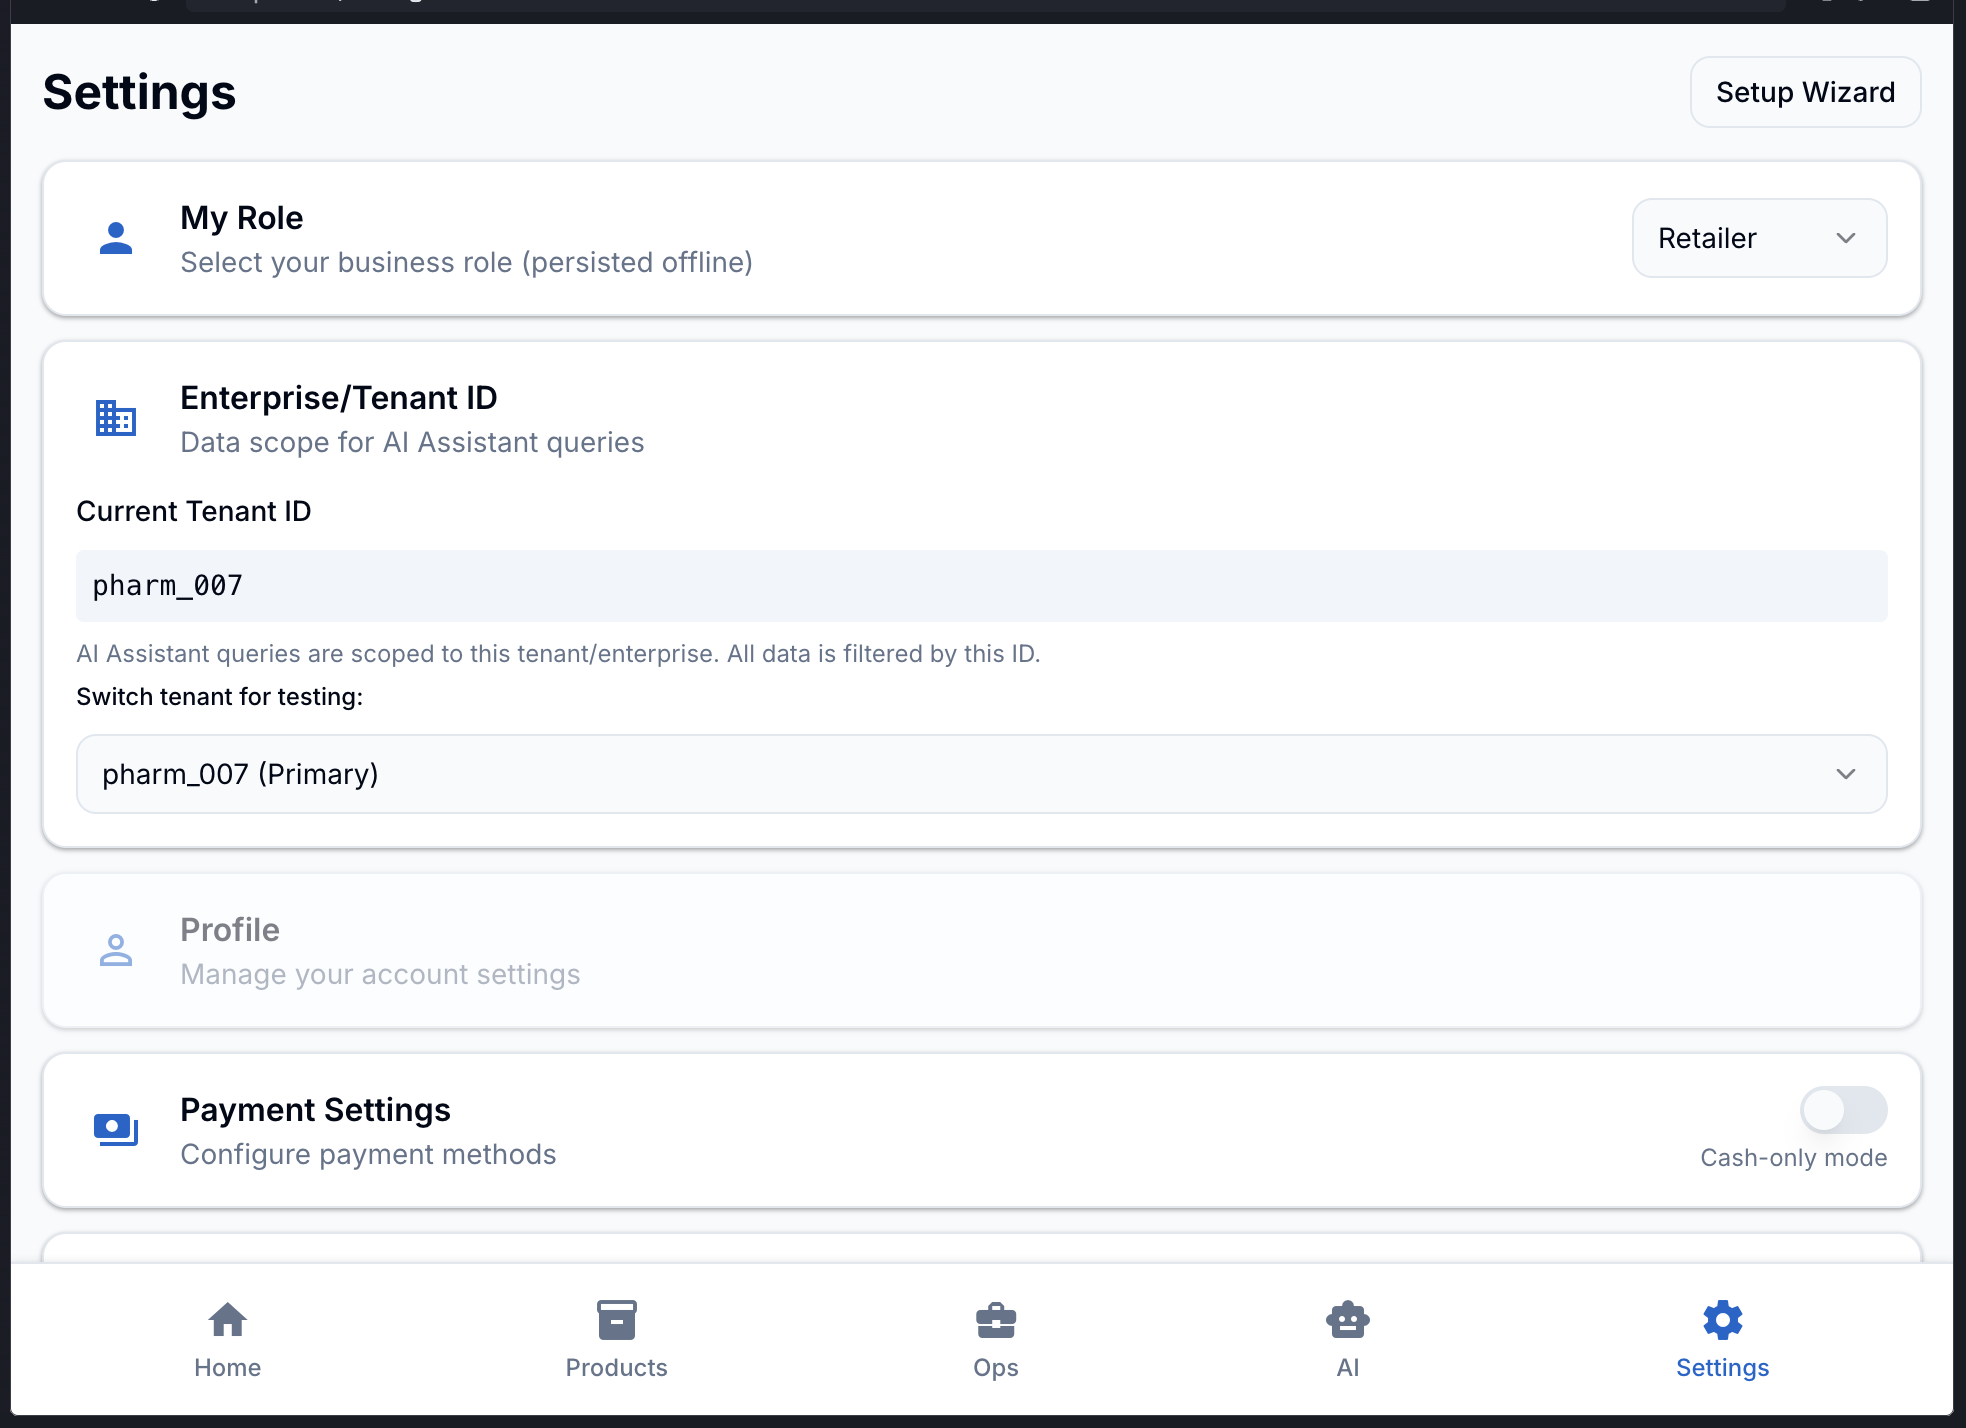 Settings
Setup Wizard
My Role
Select your business role (persisted offline)
Retailer
Enterprise/Tenant ID
Data scope for AI Assistant queries
Current Tenant ID
pharm_007
AI Assistant queries are scoped to this tenant/enterprise. All data is filtered by this ID.
Switch tenant for testing:
pharm_007 (Primary)
Profile
Manage your account settings
Payment Settings
Configure payment methods
Cash-only mode
Home
Products
Ops
AI
Settings